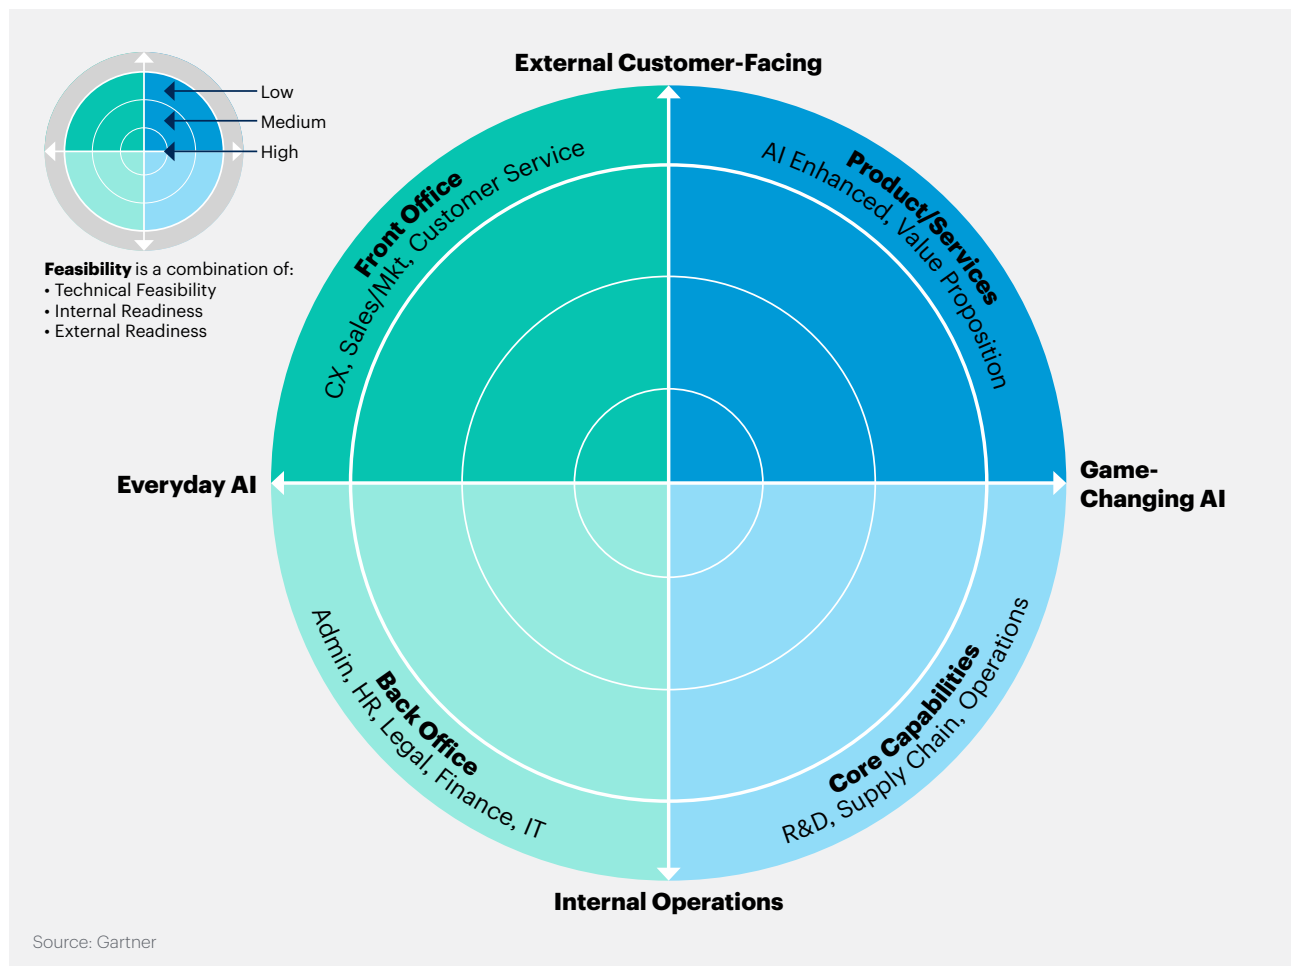 External Customer-Facing
Low
Medium
High
Feasibility is a combination of:
• Technical Feasibility
• Internal Readiness
• External Readiness
Front Office
CX, Sales/Mkt, Customer Service
Product/Services
AI Enhanced, Value Proposition
Everyday AI
Game-
Changing AI
Back Office
Admin, HR, Legal, Finance, IT
Core Capabilities
R&D, Supply Chain, Operations
Internal Operations
Source: Gartner